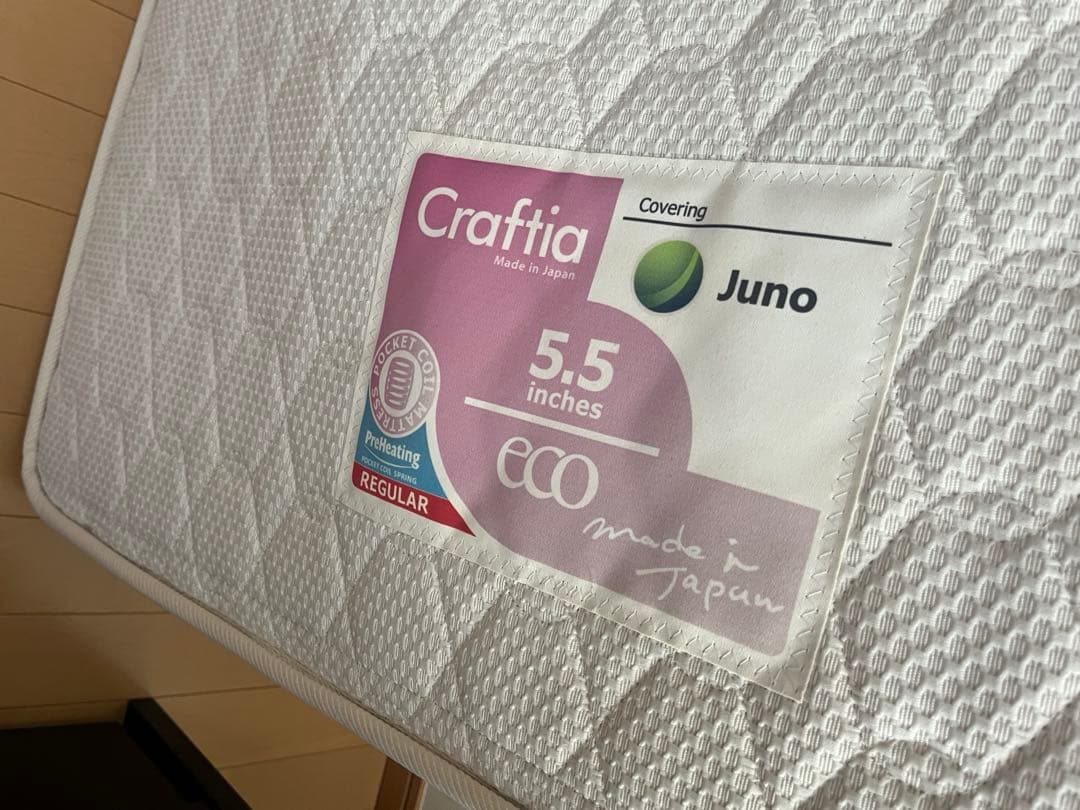 Craftia
Made in Japan
Covering
Juno
5.5
inches
eco
made in
Japan
POCKET COIL MATTRESS
PreHeating
POCKET COIL SPRING
REGULAR